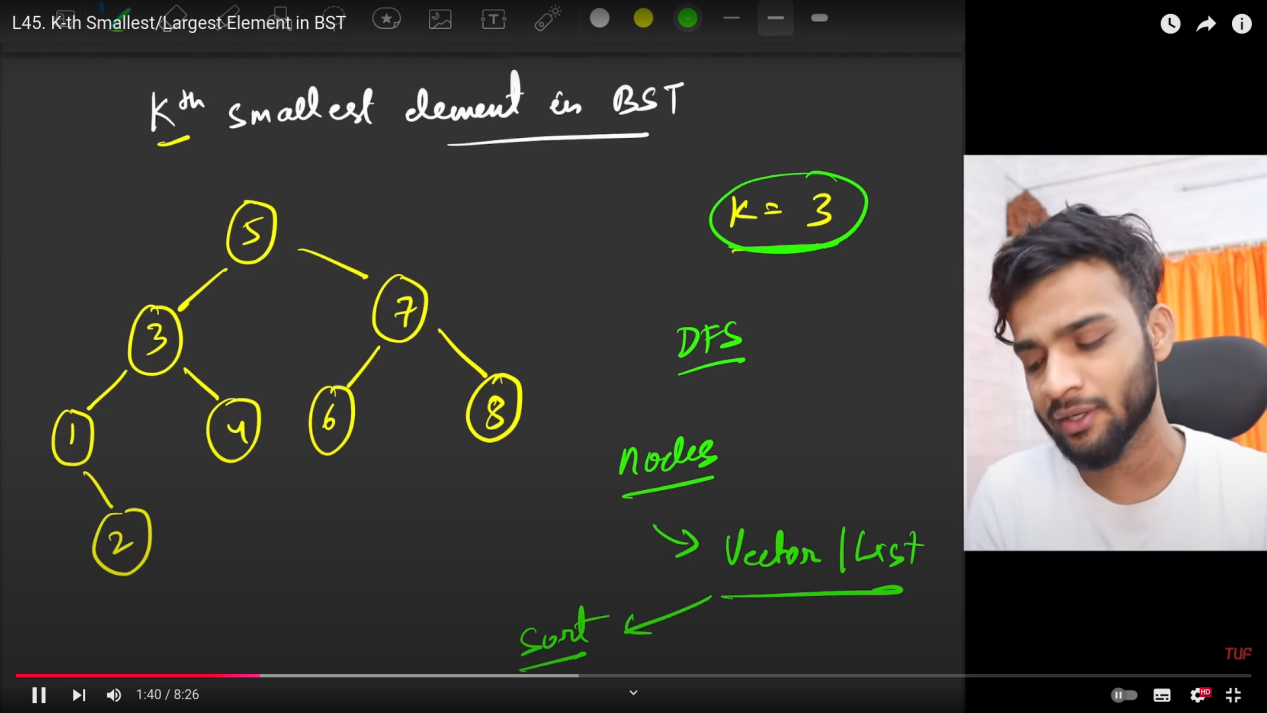 L45. K-th Smallest/Largest Element in BST
T
Kth smallest element in BST
K = 3
5
3
7
1
4
6
8
2
DFS
Nodes
Vector | List
Sort
TUF
1:40 / 8:26
HD